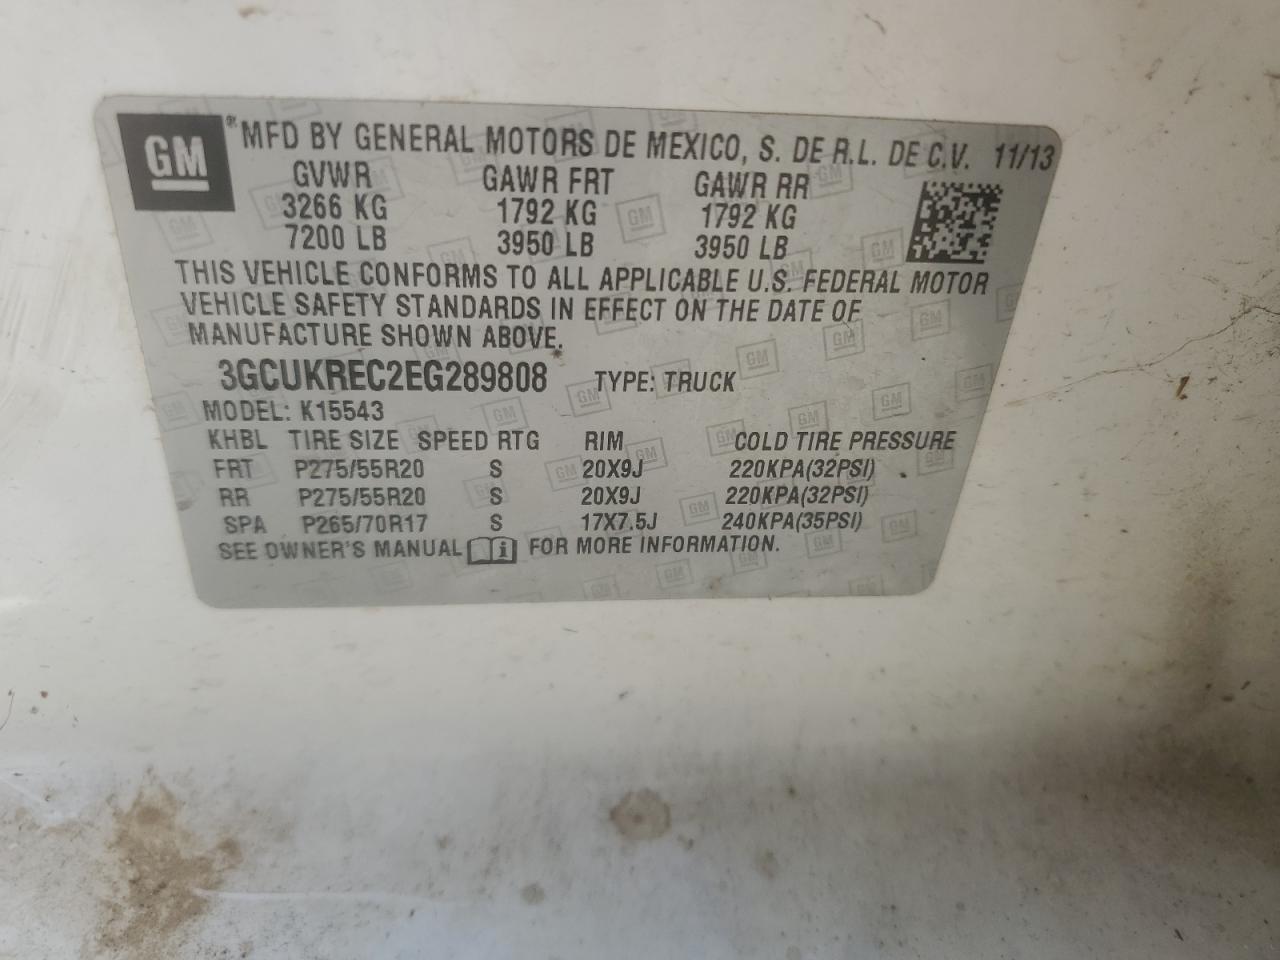 GM ® MFD BY GENERAL MOTORS DE MEXICO, S. DE R.L. DE C.V. 11/13
GVWR GAWR FRT GAWR RR
3266 KG 1792 KG 1792 KG
7200 LB 3950 LB 3950 LB
THIS VEHICLE CONFORMS TO ALL APPLICABLE U.S. FEDERAL MOTOR
VEHICLE SAFETY STANDARDS IN EFFECT ON THE DATE OF
MANUFACTURE SHOWN ABOVE.
3GCUKREC2EG289808 TYPE: TRUCK
MODEL: K15543
KHBL TIRE SIZE SPEED RTG RIM COLD TIRE PRESSURE
FRT P275/55R20 S 20X9J 220KPA(32PSI)
RR P275/55R20 S 20X9J 220KPA(32PSI)
SPA P265/70R17 S 17X7.5J 240KPA(35PSI)
SEE OWNER'S MANUAL i FOR MORE INFORMATION.